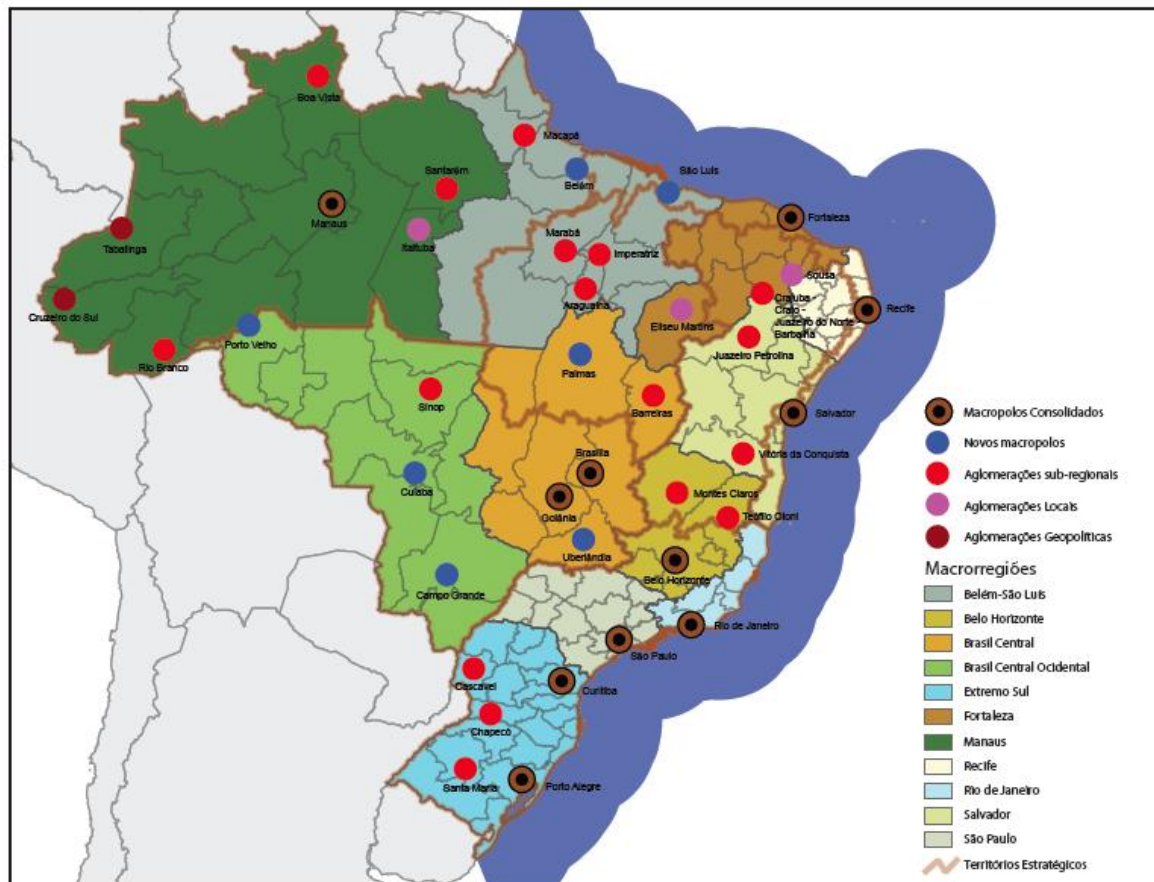 Boa Vista
Macapá
Santarém
Belém
São Luís
Manaus
Fortaleza
Tabatinga
Itaituba
Marabá
Imperatriz
Sousa
Araguaína
Crajuba -
Crato -
Juazeiro do Norte -
Barbalha
Cruzeiro do Sul
Eliseu Martins
Recife
Porto Velho
Juazeiro Petrolina
Rio Branco
Palmas
Sinop
Barreiras
Salvador
Brasília
Vitória da Conquista
Cuiabá
Montes Claros
Goiânia
Teófilo Otoni
Uberlândia
Belo Horizonte
Campo Grande
Rio de Janeiro
São Paulo
Cascavel
Curitiba
Chapecó
Santa Maria
Porto Alegre
Macropolos Consolidados
Novos macropolos
Aglomerações sub-regionais
Aglomerações Locais
Aglomerações Geopolíticas
Macrorregiões
Belém-São Luís
Belo Horizonte
Brasil Central
Brasil Central Ocidental
Extremo Sul
Fortaleza
Manaus
Recife
Rio de Janeiro
Salvador
São Paulo
Territórios Estratégicos